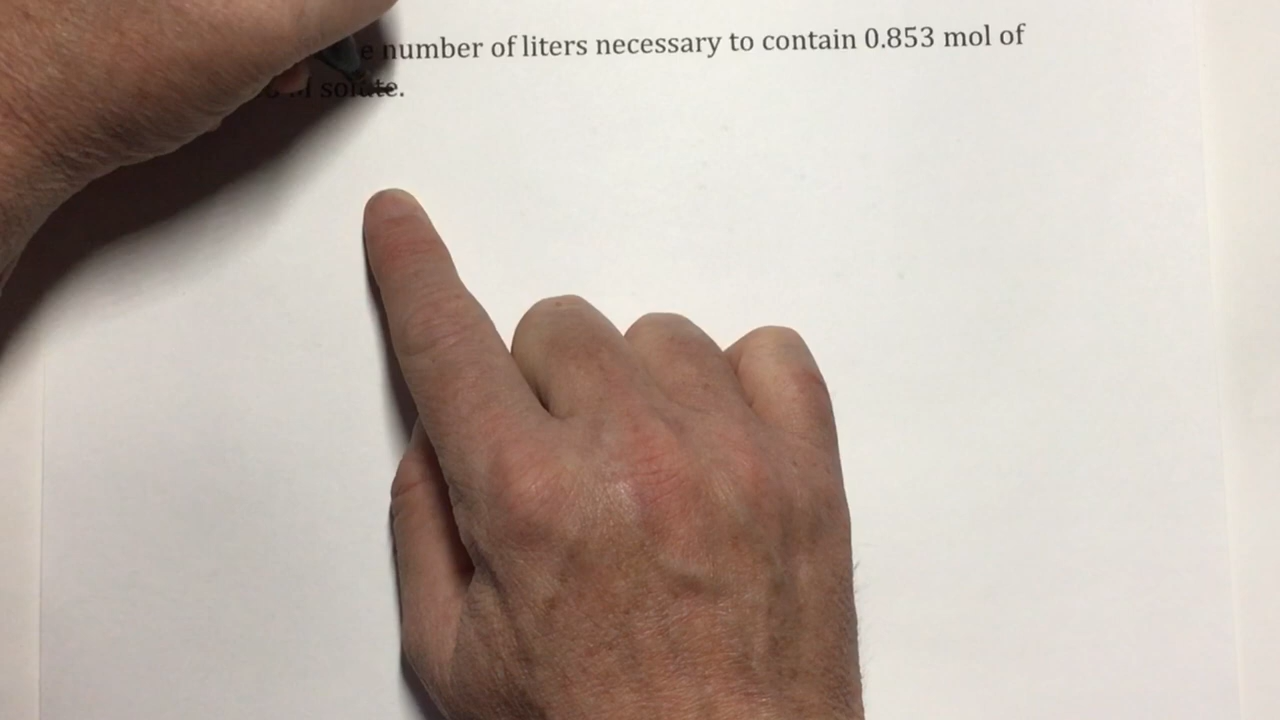 number of liters necessary to contain 0.853 mol of
solute.